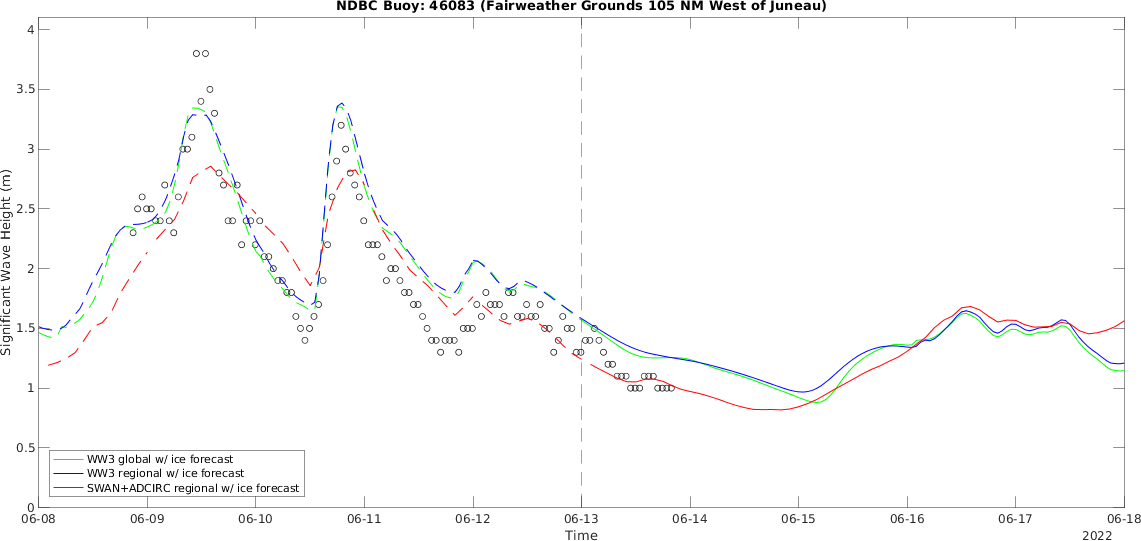 NDBC Buoy: 46083 (Fairweather Grounds 105 NM West of Juneau)
4
3.5
3
2.5
2
1.5
1
0.5
0
Significant Wave Height (m)
WW3 global w/ ice forecast
WW3 regional w/ ice forecast
SWAN+ADCIRC regional w/ ice forecast
06-08 06-09 06-10 06-11 06-12 06-13 06-14 06-15 06-16 06-17 06-18
Time
2022